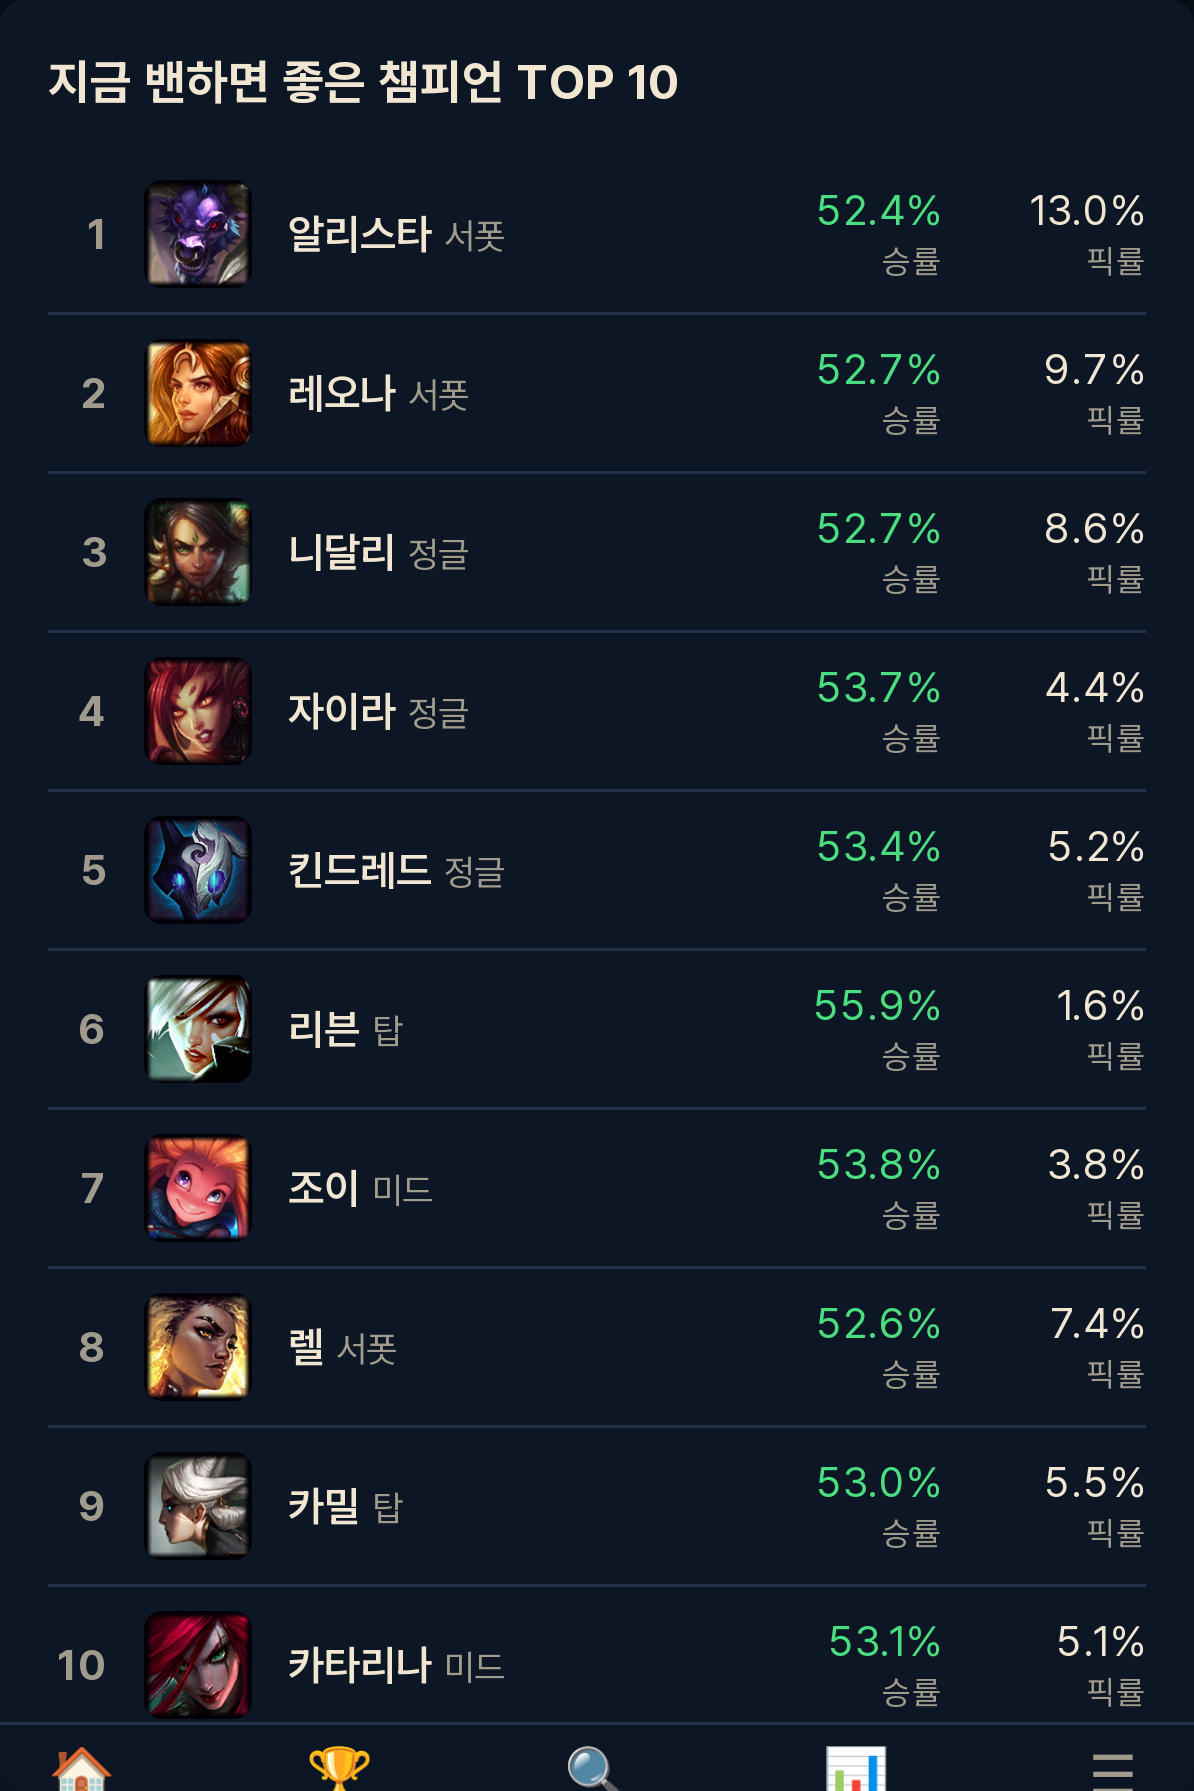 지금 밴하면 좋은 챔피언 TOP 10
1 알리스타 서폿 52.4% 승률 13.0% 픽률
2 레오나 서폿 52.7% 승률 9.7% 픽률
3 니달리 정글 52.7% 승률 8.6% 픽률
4 자이라 정글 53.7% 승률 4.4% 픽률
5 킨드레드 정글 53.4% 승률 5.2% 픽률
6 리븐 탑 55.9% 승률 1.6% 픽률
7 조이 미드 53.8% 승률 3.8% 픽률
8 렐 서폿 52.6% 승률 7.4% 픽률
9 카밀 탑 53.0% 승률 5.5% 픽률
10 카타리나 미드 53.1% 승률 5.1% 픽률